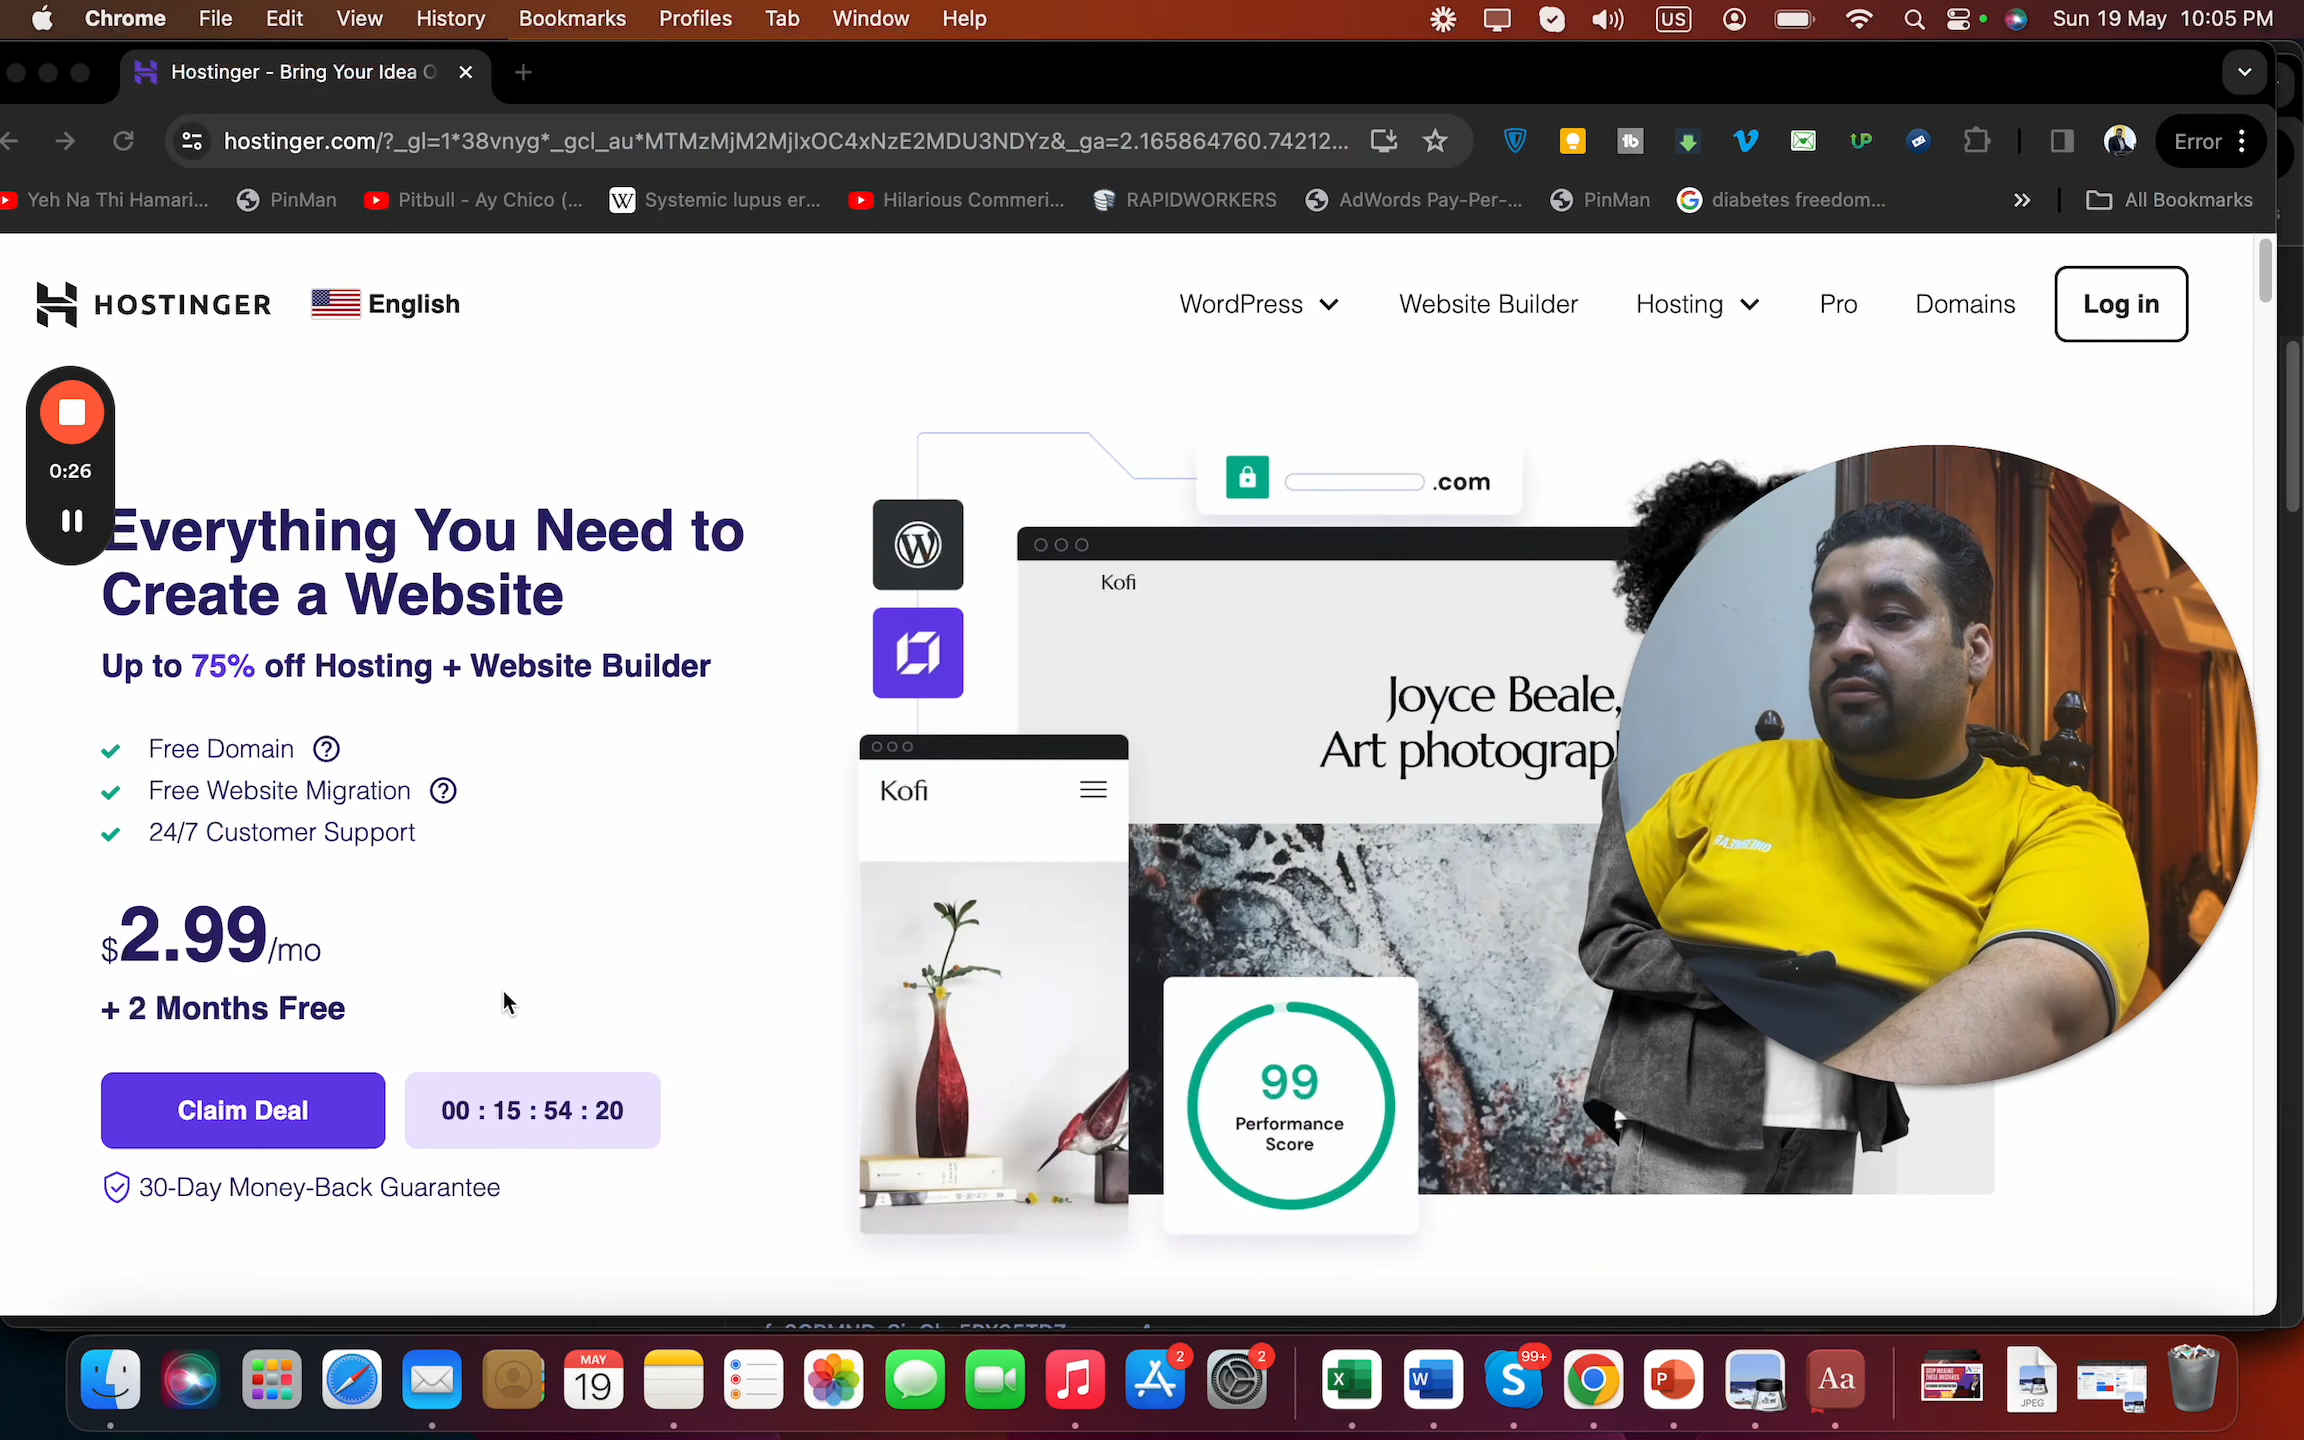 Chrome File Edit View History Bookmarks Profiles Tab Window Help
US
Sun 19 May 10:05 PM
Hostinger - Bring Your Idea O
hostinger.com/?_gl=1*38vnyg*_gcl_au*MTMzMjM2MjIxOC4xNzE2MDU3NDYz&_ga=2.165864760.74212...
Error
Yeh Na Thi Hamari... PinMan Pitbull - Ay Chico (... Systemic lupus er... Hilarious Commeri... RAPIDWORKERS AdWords Pay-Per-... PinMan diabetes freedom... » All Bookmarks
HOSTINGER English WordPress Website Builder Hosting Pro Domains Log in
0:26
Everything You Need to
Create a Website
Up to 75% off Hosting + Website Builder
Free Domain
Free Website Migration
24/7 Customer Support
$2.99/mo
+ 2 Months Free
Claim Deal
00 : 15 : 54 : 20
30-Day Money-Back Guarantee
.com
Kofi
Joyce Beale,
Art photograp
Kofi
99
Performance
Score
MAY
19
2
2
99+
Aa
JPEG